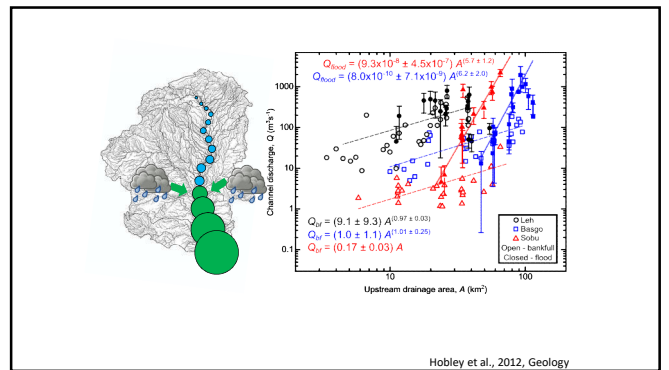 Q_flood = (9.3x10⁻⁸ ± 4.5x10⁻⁷) A^(5.7 ± 1.2)
Q_flood = (8.0x10⁻¹⁰ ± 7.1x10⁻⁹) A^(6.2 ± 2.0)
1000
100
10
1
0.1
Channel discharge, Q (m³s⁻¹)
Q_bf = (9.1 ± 9.3) A^(0.97 ± 0.03)
Q_bf = (1.0 ± 1.1) A^(1.01 ± 0.25)
Q_bf = (0.17 ± 0.03) A
Leh
Basgo
Sobu
Open - bankfull
Closed - flood
10
100
Upstream drainage area, A (km²)
Hobley et al., 2012, Geology